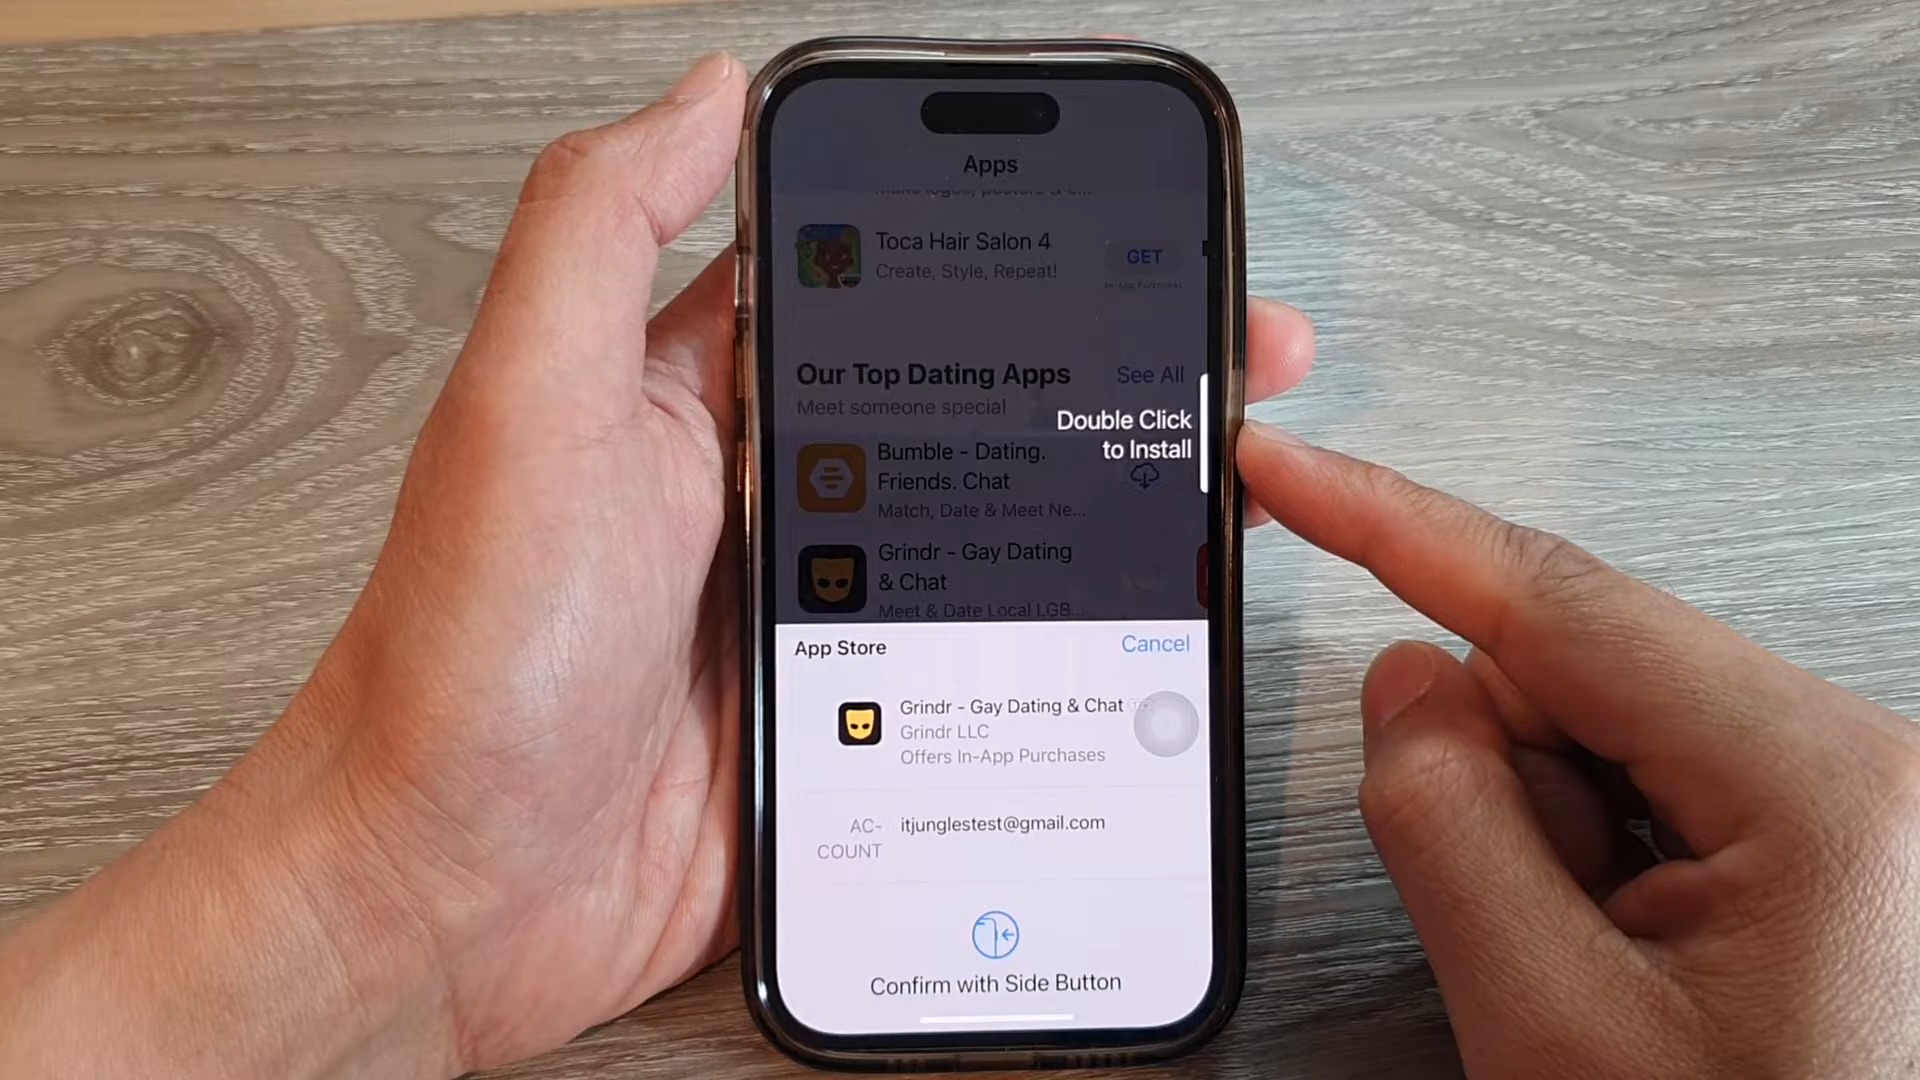 Apps
Toca Hair Salon 4
Create, Style, Repeat!
GET
In-App Purchases
Our Top Dating Apps
See All
Meet someone special
Double Click
to Install
Bumble - Dating.
Friends. Chat
Match, Date & Meet Ne...
Grindr - Gay Dating
& Chat
Meet & Date Local LGB...
App Store
Cancel
Grindr - Gay Dating & Chat
Grindr LLC
Offers In-App Purchases
AC-
COUNT
itjunglestest@gmail.com
Confirm with Side Button